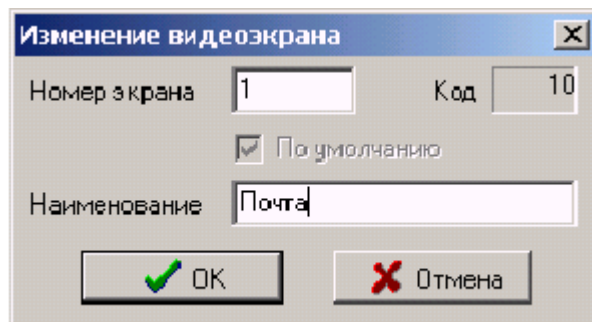 Изменение видеоэкрана
Номер экрана 1 Код 10
По умолчанию
Наименование Почта
OK Отмена